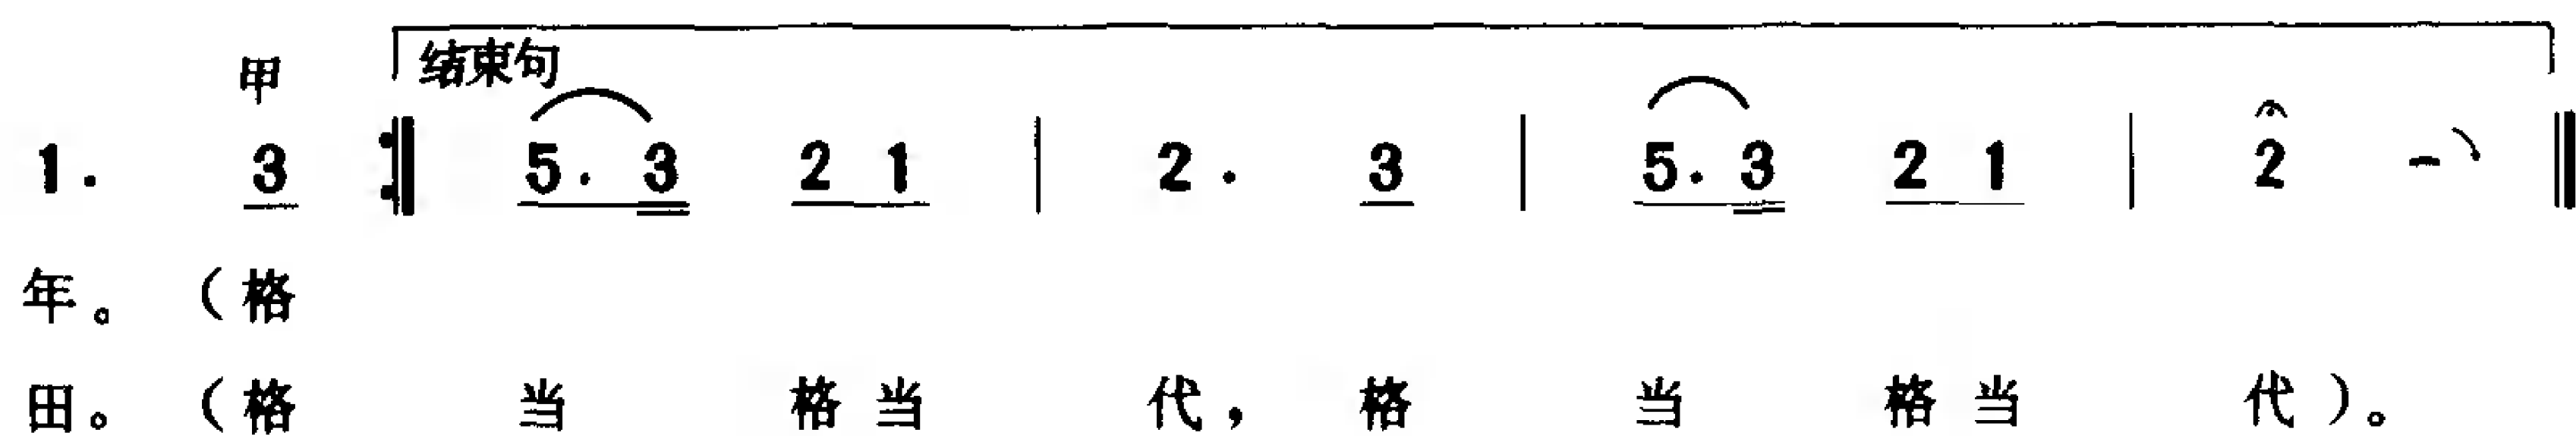 甲 结束句
1. 3 5. 3 2 1 2. 3 5. 3 2 1 2 -
年。（格
田。（格 当 格 当 代，格 当 格 当 代）。